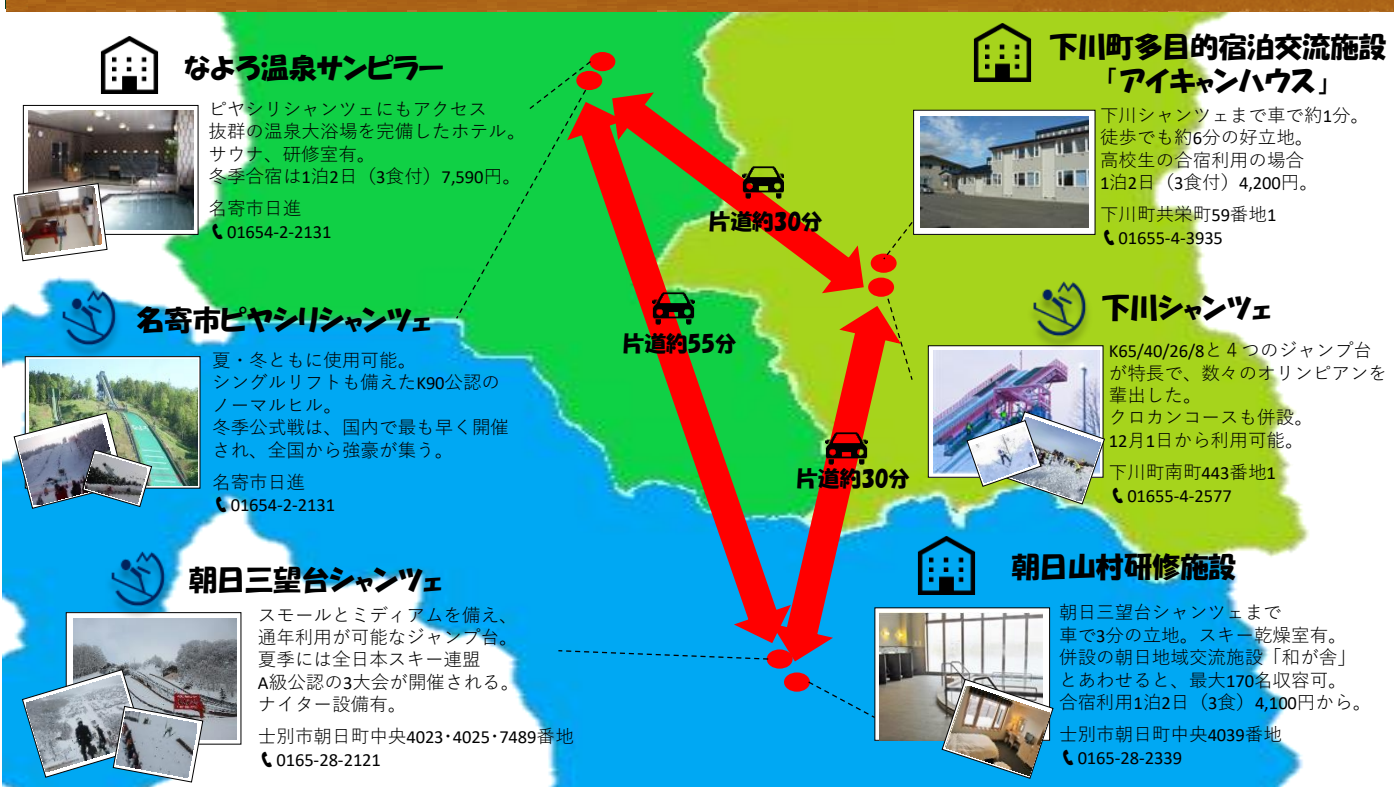 なよろ温泉サンピラー
ピヤシリシャンツェにもアクセス
抜群の温泉大浴場を完備したホテル。
サウナ、研修室有。
冬季合宿は1泊2日（3食付）7,590円。
名寄市日進
01654-2-2131
下川町多目的宿泊交流施設
「アイキャンハウス」
下川シャンツェまで車で約1分。
徒歩でも約6分の好立地。
高校生の合宿利用の場合
1泊2日（3食付）4,200円。
下川町共栄町59番地1
01655-4-3935
片道約30分
名寄市ピヤシリシャンツェ
夏・冬ともに使用可能。
シングルリフトも備えたK90公認の
ノーマルヒル。
冬季公式戦は、国内で最も早く開催
され、全国から強豪が集う。
名寄市日進
01654-2-2131
片道約55分
下川シャンツェ
K65/40/26/8と４つのジャンプ台
が特長で、数々のオリンピアンを
輩出した。
クロカンコースも併設。
12月1日から利用可能。
下川町南町443番地1
01655-4-2577
片道約30分
朝日三望台シャンツェ
スモールとミディアムを備え、
通年利用が可能なジャンプ台。
夏季には全日本スキー連盟
A級公認の3大会が開催される。
ナイター設備有。
士別市朝日町中央4023･4025･7489番地
0165-28-2121
朝日山村研修施設
朝日三望台シャンツェまで
車で3分の立地。スキー乾燥室有。
併設の朝日地域交流施設「和が舎」
とあわせると、最大170名収容可。
合宿利用1泊2日（3食）4,100円から。
士別市朝日町中央4039番地
0165-28-2339